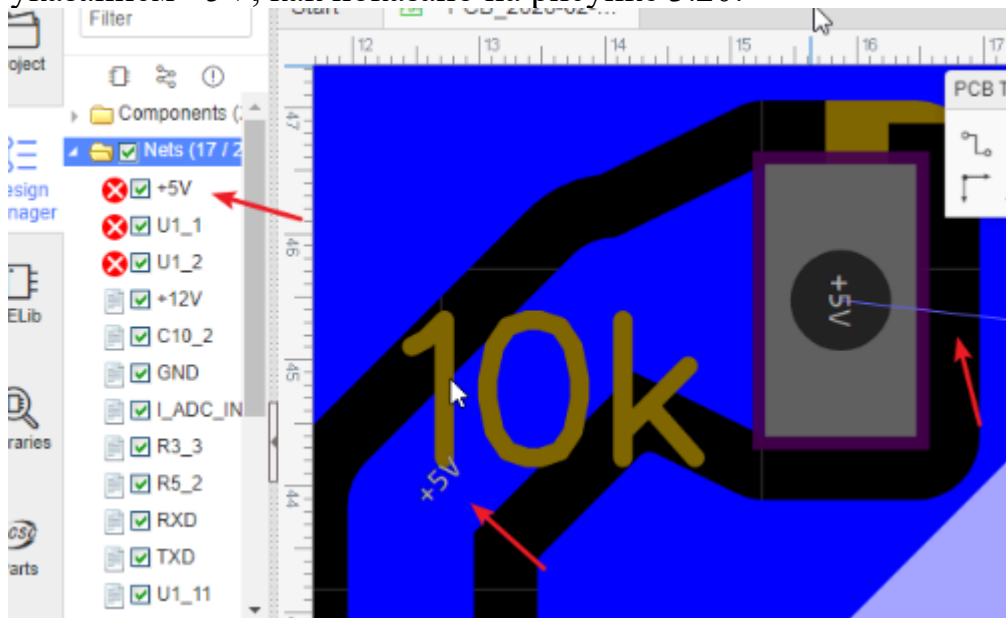 Filter
Start
oject
Components (
Nets (17 / 2
+5V
U1_1
U1_2
+12V
C10_2
GND
I_ADC_IN
R3_3
R5_2
RXD
TXD
U1_11
esign
nager
ELib
raries
arts
12
13
14
15
16
17
47
46
45
44
PCB T
+5V
10k
+5V